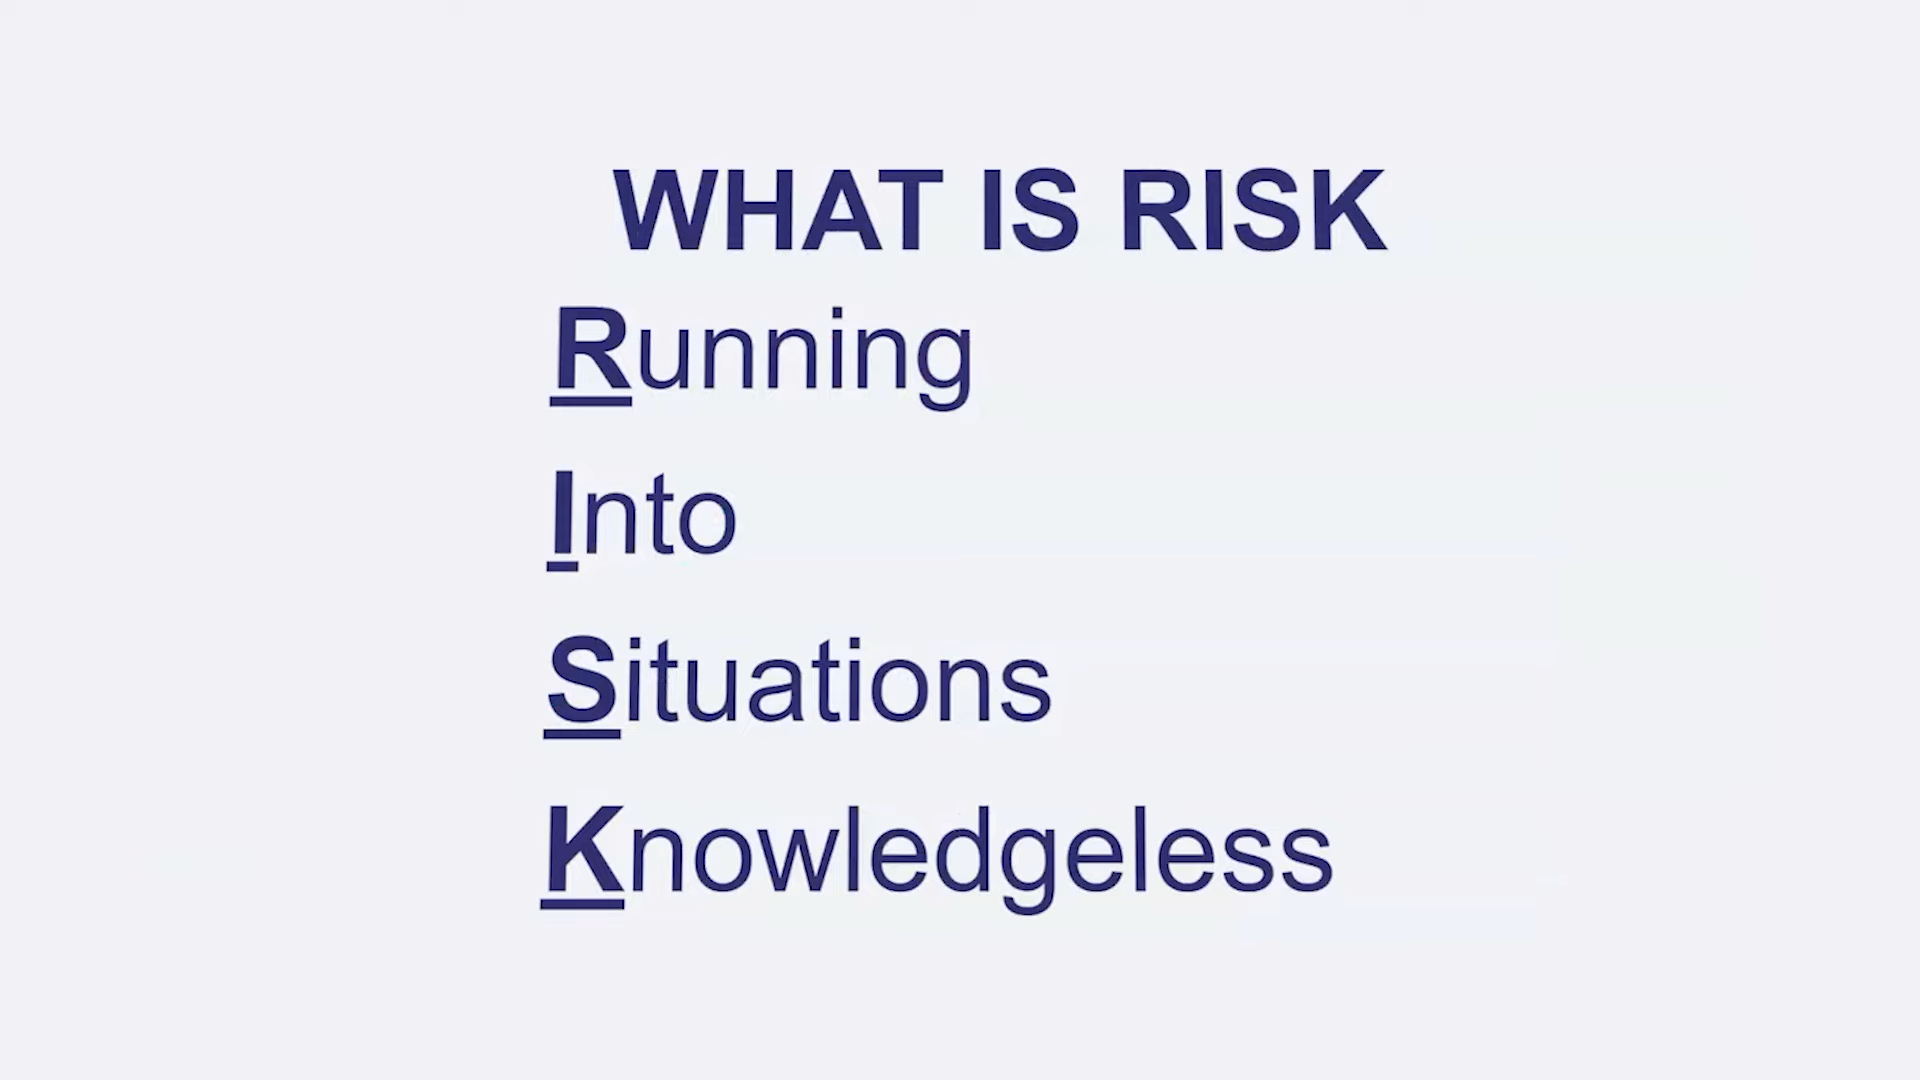 WHAT IS RISK
Running
Into
Situations
Knowledgeless